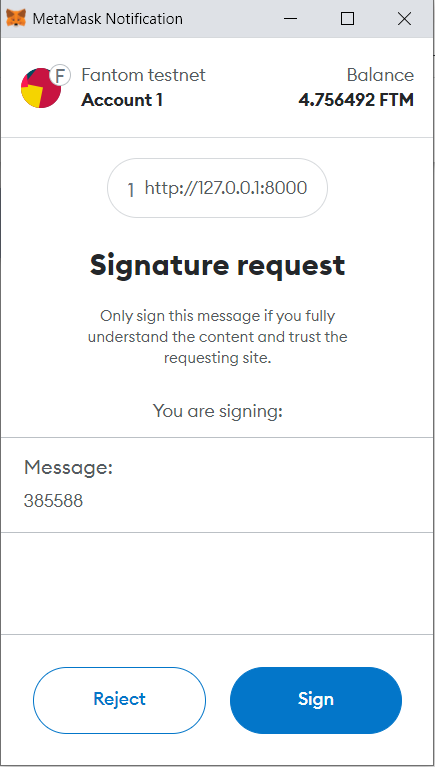 MetaMask Notification
F
Fantom testnet
Balance
Account 1
4.756492 FTM
1 http://127.0.0.1:8000
Signature request
Only sign this message if you fully
understand the content and trust the
requesting site.
You are signing:
Message:
385588
Reject
Sign